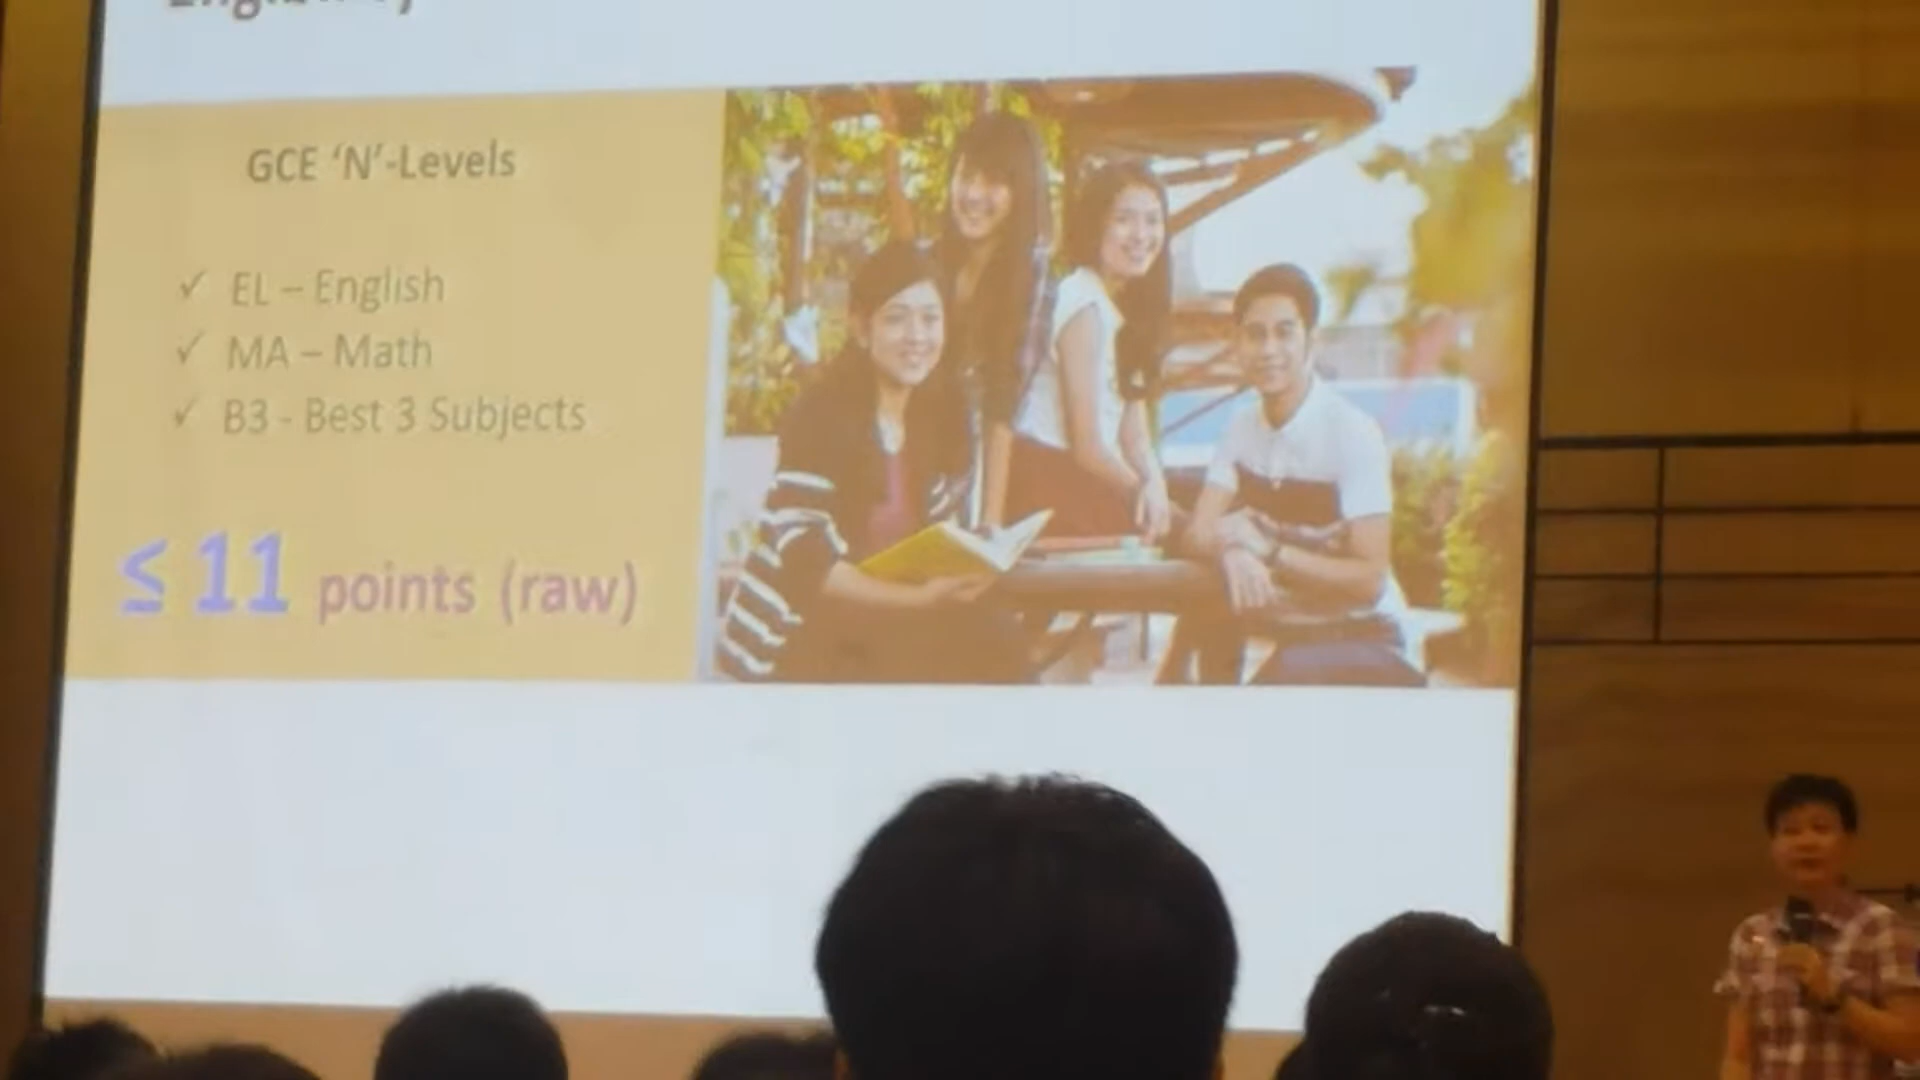 GCE ‘N’-Levels
✓ EL – English
✓ MA – Math
✓ B3 - Best 3 Subjects
≤ 11 points (raw)